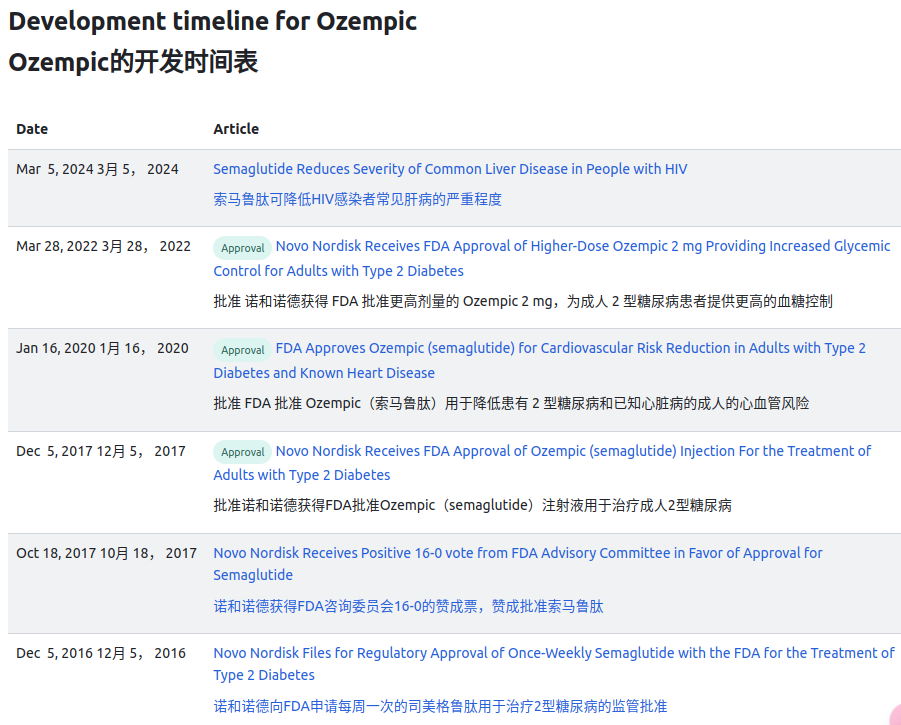 Development timeline for Ozempic
Ozempic的开发时间表
Date Article
Mar 5, 2024 3月 5， 2024 Semaglutide Reduces Severity of Common Liver Disease in People with HIV
索马鲁肽可降低HIV感染者常见肝病的严重程度
Mar 28, 2022 3月 28， 2022 Approval Novo Nordisk Receives FDA Approval of Higher-Dose Ozempic 2 mg Providing Increased Glycemic
Control for Adults with Type 2 Diabetes
批准 诺和诺德获得 FDA 批准更高剂量的 Ozempic 2 mg，为成人 2 型糖尿病患者提供更高的血糖控制
Jan 16, 2020 1月 16， 2020 Approval FDA Approves Ozempic (semaglutide) for Cardiovascular Risk Reduction in Adults with Type 2
Diabetes and Known Heart Disease
批准 FDA 批准 Ozempic（索马鲁肽）用于降低患有 2 型糖尿病和已知心脏病的成人的心血管风险
Dec 5, 2017 12月 5， 2017 Approval Novo Nordisk Receives FDA Approval of Ozempic (semaglutide) Injection For the Treatment of
Adults with Type 2 Diabetes
批准诺和诺德获得FDA批准Ozempic（semaglutide）注射液用于治疗成人2型糖尿病
Oct 18, 2017 10月 18， 2017 Novo Nordisk Receives Positive 16-0 vote from FDA Advisory Committee in Favor of Approval for
Semaglutide
诺和诺德获得FDA咨询委员会16-0的赞成票，赞成批准索马鲁肽
Dec 5, 2016 12月 5， 2016 Novo Nordisk Files for Regulatory Approval of Once-Weekly Semaglutide with the FDA for the Treatment of
Type 2 Diabetes
诺和诺德向FDA申请每周一次的司美格鲁肽用于治疗2型糖尿病的监管批准